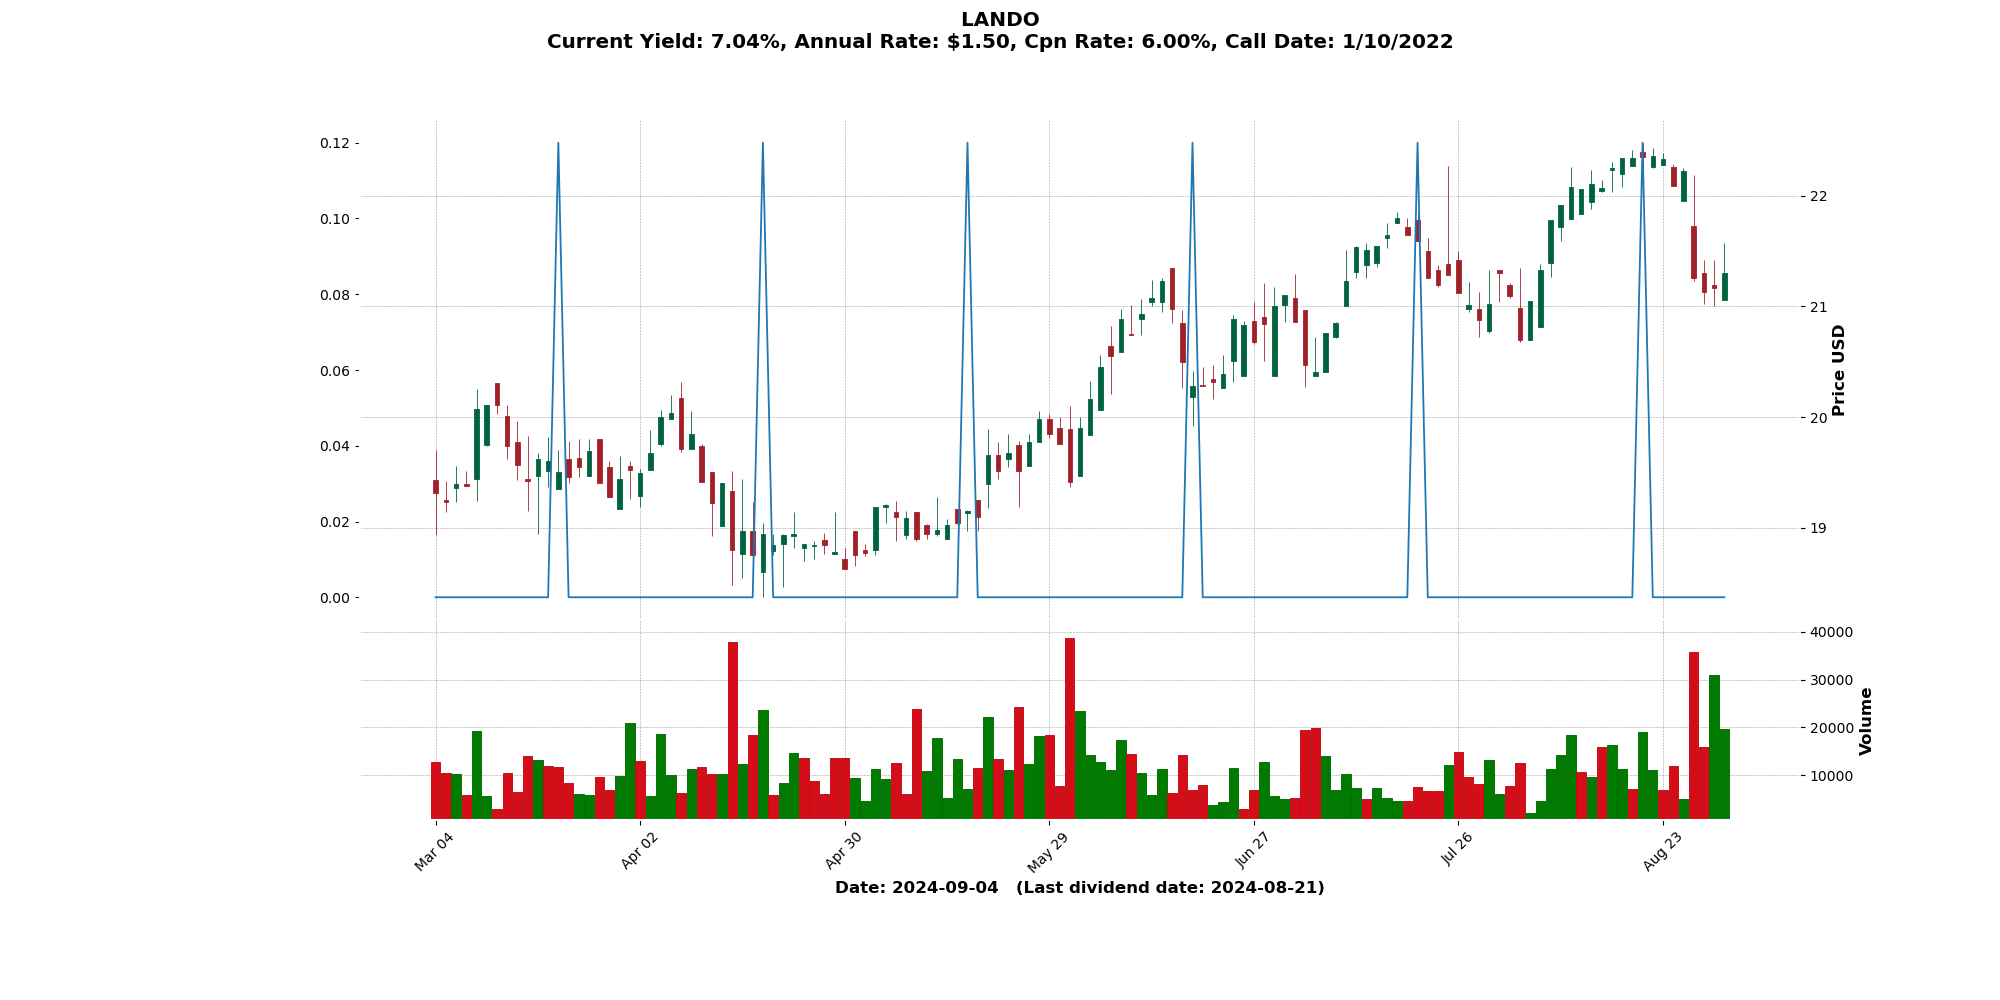 LANDO
Current Yield: 7.04%, Annual Rate: $1.50, Cpn Rate: 6.00%, Call Date: 1/10/2022
0.12
0.10
0.08
0.06
0.04
0.02
0.00
22
21
20
19
Price USD
40000
30000
20000
10000
Volume
Mar 04
Apr 02
Apr 30
May 29
Jun 27
Jul 26
Aug 23
Date: 2024-09-04   (Last dividend date: 2024-08-21)